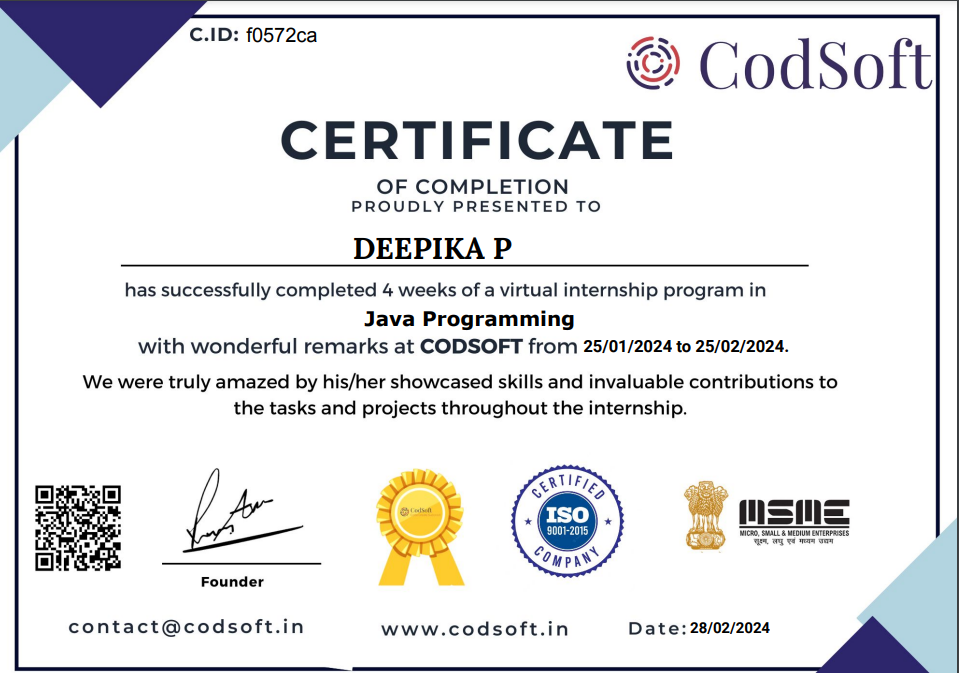 C.ID: f0572ca
CodSoft
CERTIFICATE
OF COMPLETION
PROUDLY PRESENTED TO
DEEPIKA P
has successfully completed 4 weeks of a virtual internship program in
Java Programming
with wonderful remarks at CODSOFT from 25/01/2024 to 25/02/2024.
We were truly amazed by his/her showcased skills and invaluable contributions to
the tasks and projects throughout the internship.
Founder
CodSoft
CERTIFIED
ISO
9001-2015
COMPANY
MSME
MICRO, SMALL & MEDIUM ENTERPRISES
सूक्ष्म, लघु एवं मध्यम उद्यम
contact@codsoft.in
www.codsoft.in
Date: 28/02/2024